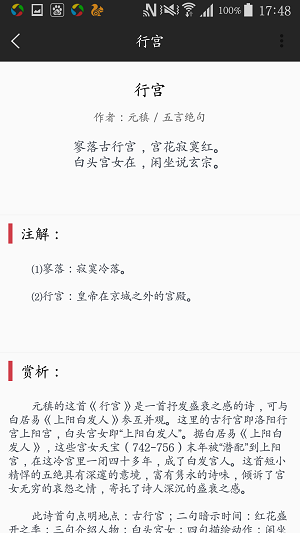 100% 17:48
行宫
行宫
作者：元稹 / 五言绝句
寥落古行宫，宫花寂寞红。
白头宫女在，闲坐说玄宗。
注解：
⑴寥落：寂寞冷落。
⑵行宫：皇帝在京城之外的宫殿。
赏析：
元稹的这首《行宫》是一首抒发盛衰之感的诗，可与
白居易《上阳白发人》参互并观。这里的古行宫即洛阳行
宫上阳宫，白头宫女即“上阳白发人”。据白居易《上阳白
发人》，这些宫女天宝（742-756）末年被“潜配”到上阳
宫，在这冷宫里一闭四十多年，成了白发宫人。这首短小
精悍的五绝具有深邃的意境，富有隽永的诗味，倾诉了宫
女无穷的哀怨之情，寄托了诗人深沉的盛衰之感。
此诗首句点明地点：古行宫；二句暗示时间：红花盛
开之季；三句介绍人物：白头宫女；四句描绘动作：闲坐